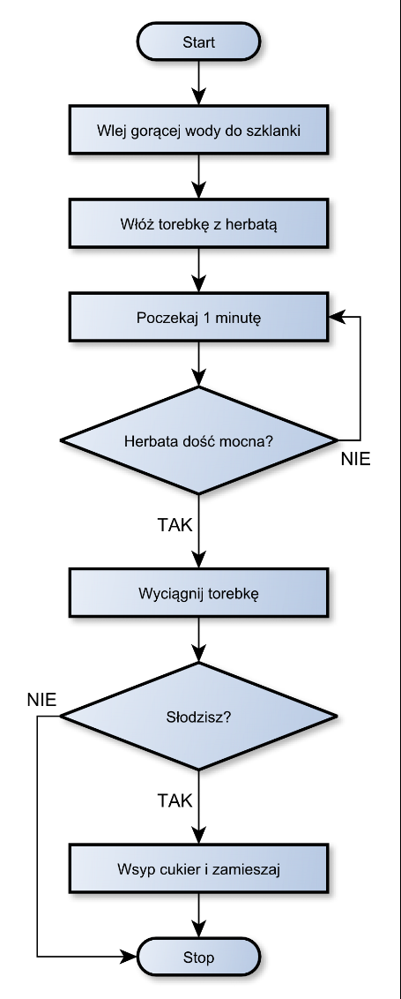 Start
Wlej gorącej wody do szklanki
Włóż torebkę z herbatą
Poczekaj 1 minutę
Herbata dość mocna?
NIE
TAK
Wyciągnij torebkę
NIE
Słodzisz?
TAK
Wsyp cukier i zamieszaj
Stop